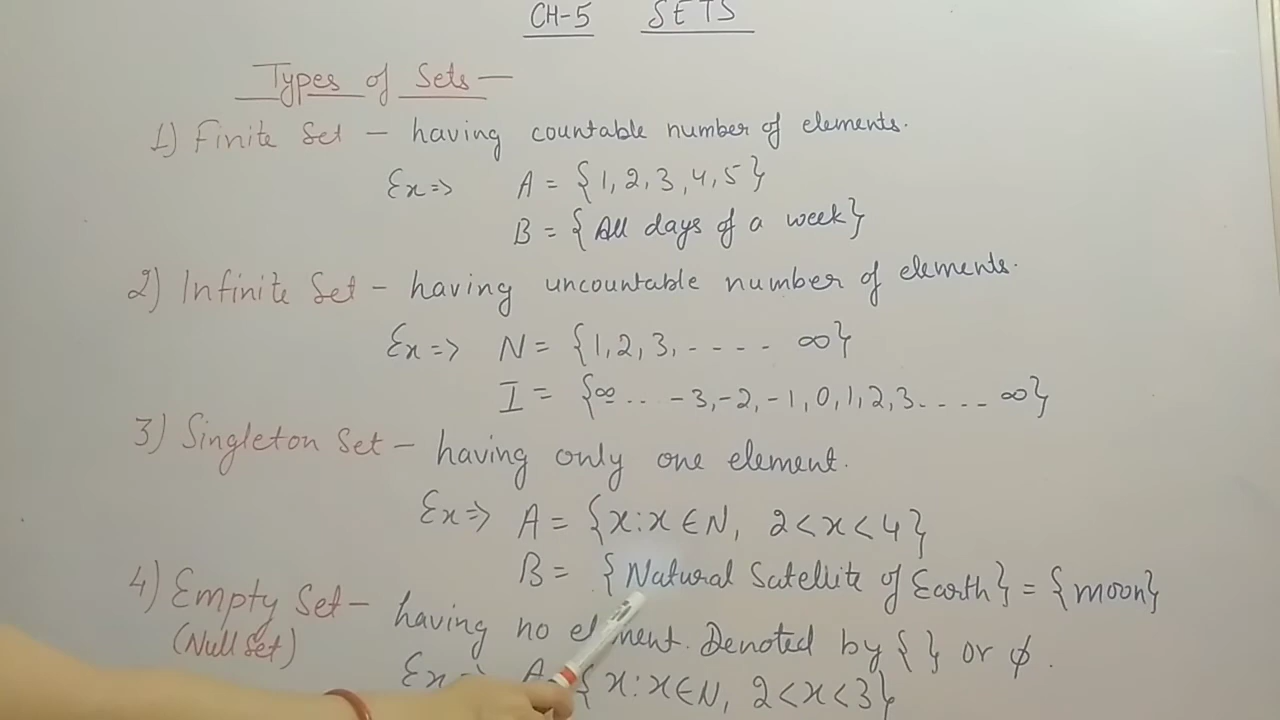 CH-5 SETS
Types of Sets —
1) Finite Set – having countable number of elements.
Ex => A = {1, 2, 3, 4, 5}
B = {All days of a week}
2) Infinite Set – having uncountable number of elements.
Ex => N = {1, 2, 3, - - - - ∞}
I = {∞ .. -3, -2, -1, 0, 1, 2, 3 . . . . ∞}
3) Singleton Set – having only one element.
Ex => A = {x : x ∈ N, 2 < x < 4}
B = {Natural Satellite of Earth} = {moon}
4) Empty Set – having no element. Denoted by { } or ϕ.
(Null Set)
Ex => A = { x : x ∈ N, 2 < x < 3}